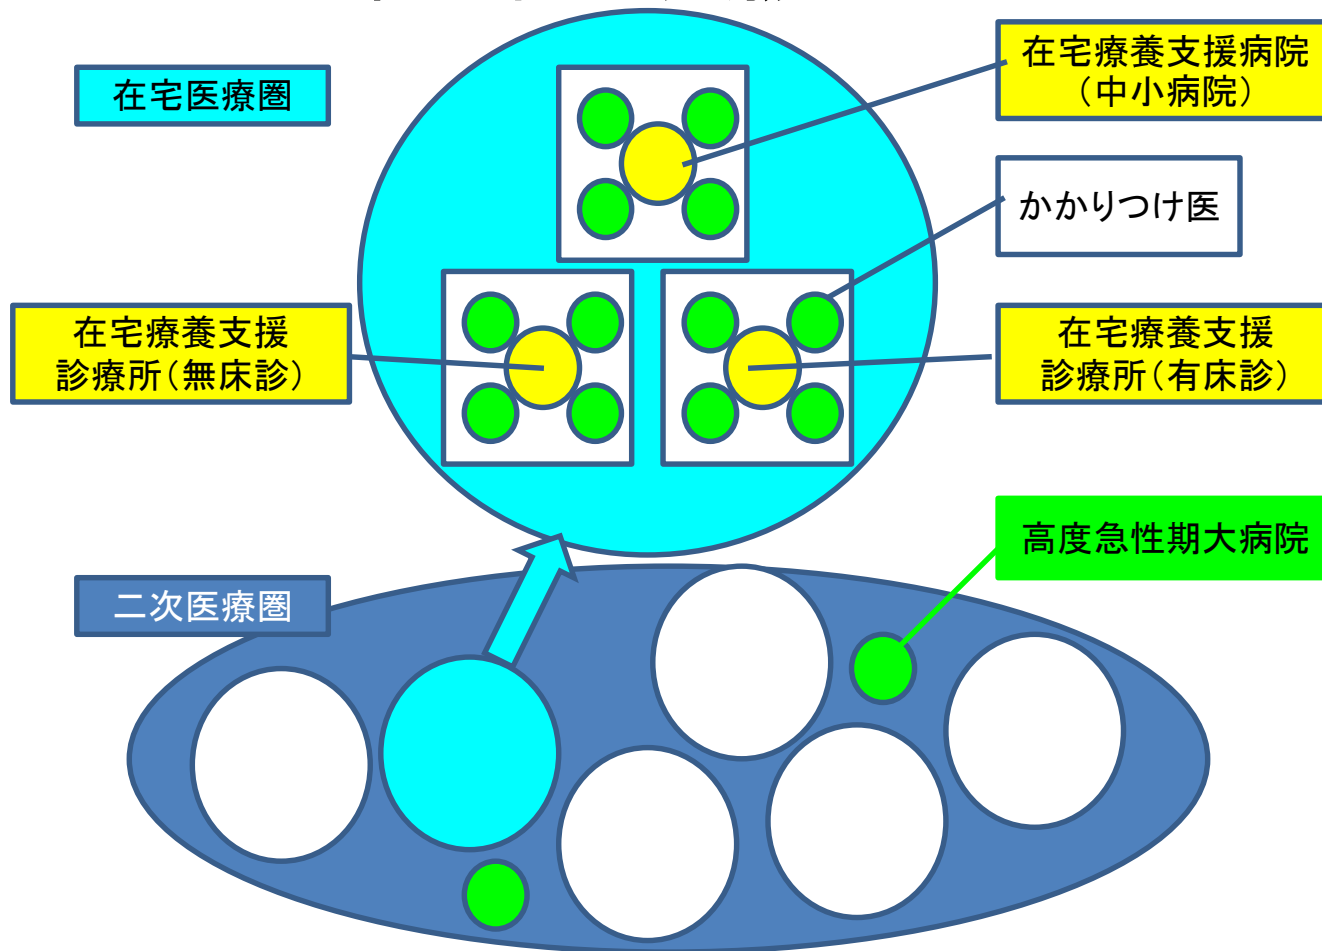 在宅医療圏
在宅療養支援病院
（中小病院）
かかりつけ医
在宅療養支援
診療所（無床診）
在宅療養支援
診療所（有床診）
高度急性期大病院
二次医療圏